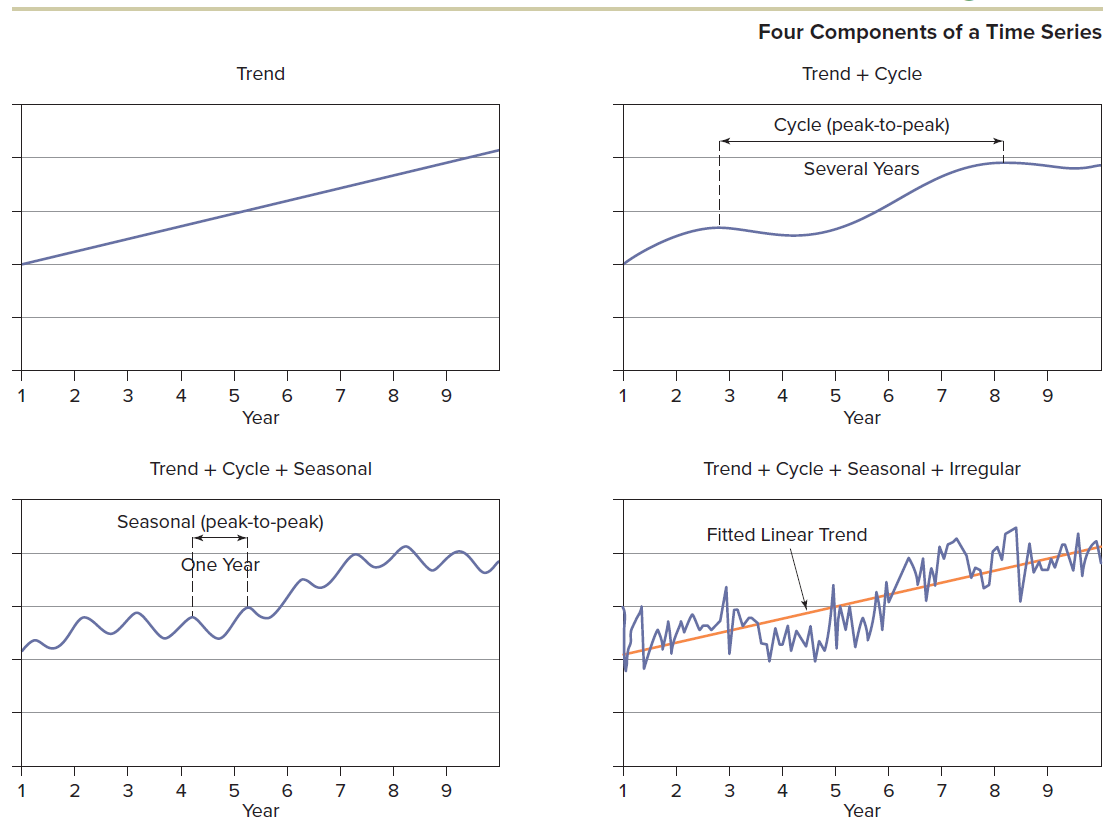 Four Components of a Time Series
Trend
1 2 3 4 5 6 7 8 9
Year
Trend + Cycle
Cycle (peak-to-peak)
Several Years
1 2 3 4 5 6 7 8 9
Year
Trend + Cycle + Seasonal
Seasonal (peak-to-peak)
One Year
1 2 3 4 5 6 7 8 9
Year
Trend + Cycle + Seasonal + Irregular
Fitted Linear Trend
1 2 3 4 5 6 7 8 9
Year